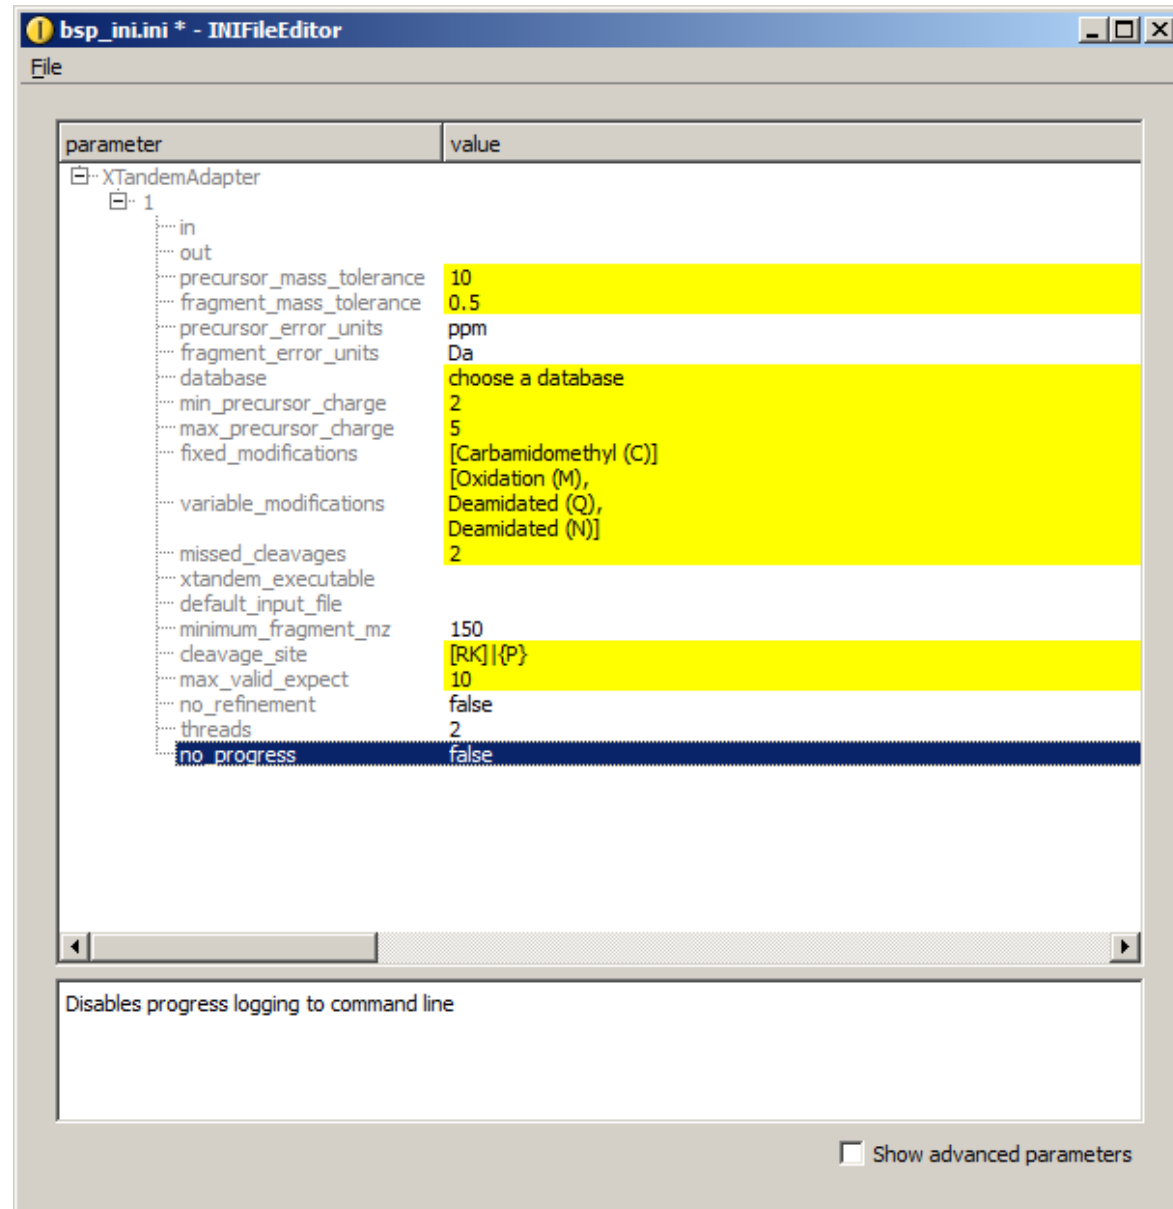 bsp_ini.ini * - INIFileEditor
File
parameter value
XTandemAdapter
1
in
out
precursor_mass_tolerance 10
fragment_mass_tolerance 0.5
precursor_error_units ppm
fragment_error_units Da
database choose a database
min_precursor_charge 2
max_precursor_charge 5
fixed_modifications [Carbamidomethyl (C)]
[Oxidation (M),
variable_modifications Deamidated (Q),
Deamidated (N)]
missed_cleavages 2
xtandem_executable
default_input_file
minimum_fragment_mz 150
cleavage_site [RK]|{P}
max_valid_expect 10
no_refinement false
threads 2
no_progress false
Disables progress logging to command line
Show advanced parameters